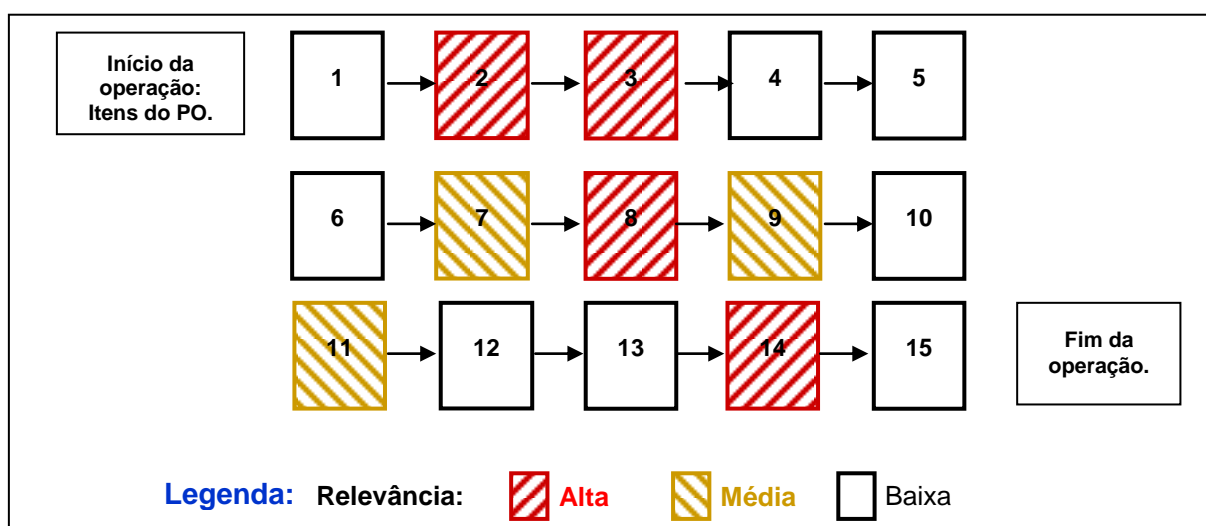 Início da
operação:
Itens do PO.
1 2 3 4 5
6 7 8 9 10
11 12 13 14 15
Fim da
operação.
Legenda: Relevância: Alta Média Baixa